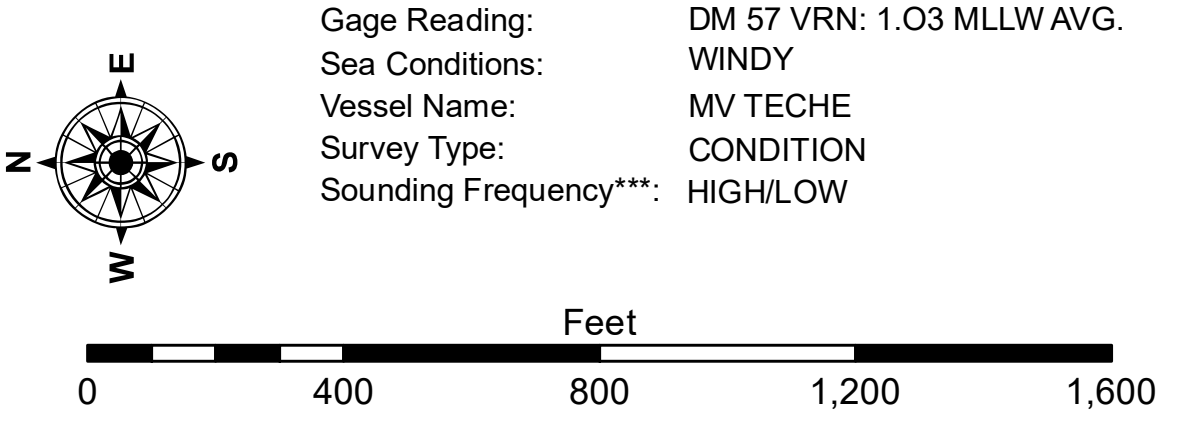 Gage Reading: DM 57 VRN: 1.O3 MLLW AVG.
Sea Conditions: WINDY
Vessel Name: MV TECHE
Survey Type: CONDITION
Sounding Frequency***: HIGH/LOW
E
N S
W
Feet
0 400 800 1,200 1,600